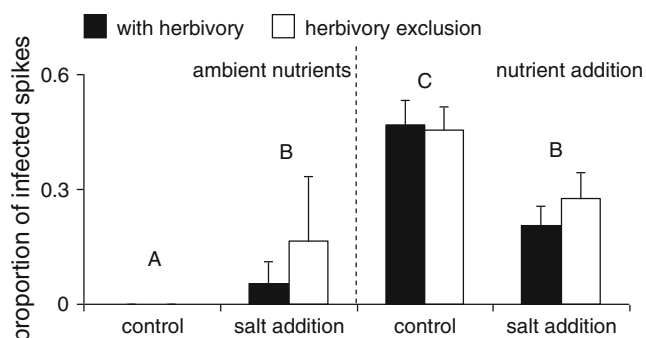 with herbivory herbivory exclusion
ambient nutrients nutrient addition
proportion of infected spikes
0.6
0.3
0
A
B
C
B
control salt addition control salt addition